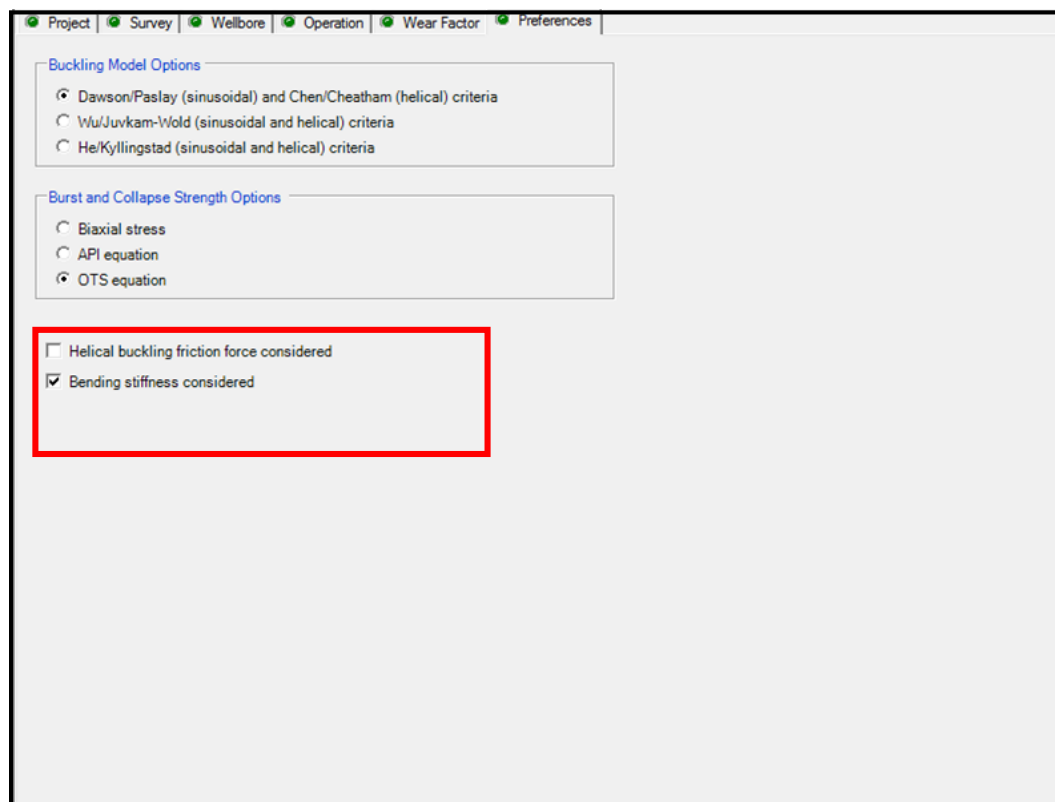 Project Survey Wellbore Operation Wear Factor Preferences
Buckling Model Options
Dawson/Paslay (sinusoidal) and Chen/Cheatham (helical) criteria
Wu/Juvkam-Wold (sinusoidal and helical) criteria
He/Kyllingstad (sinusoidal and helical) criteria
Burst and Collapse Strength Options
Biaxial stress
API equation
OTS equation
Helical buckling friction force considered
Bending stiffness considered